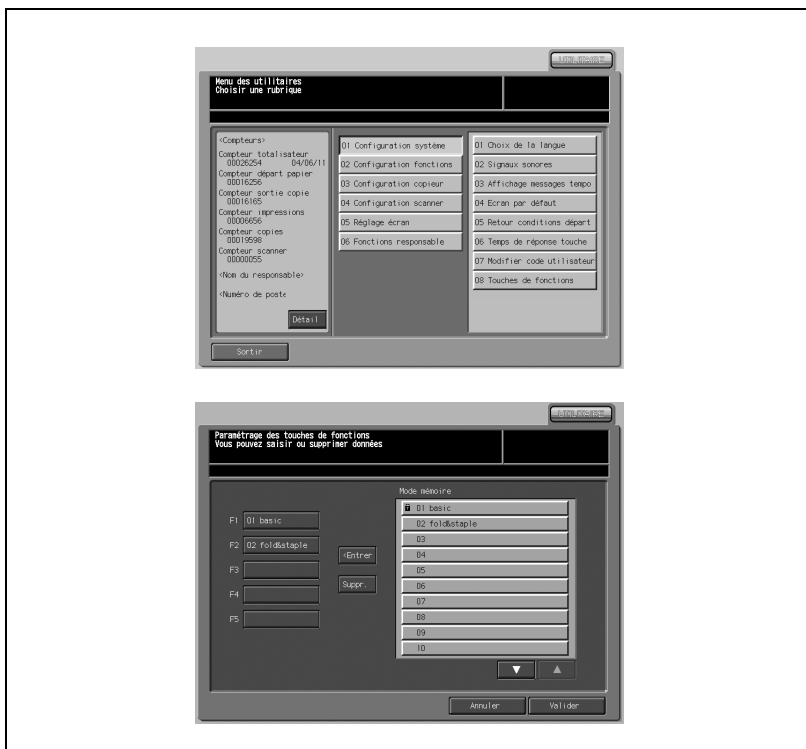 UTILITAIRE
Menu des utilitaires
Choisir une rubrique
<Compteurs>
Compteur totalisateur
00026254 04/06/11
Compteur départ papier
00016256
Compteur sortie copie
00016165
Compteur impressions
00006656
Compteur copies
00019598
Compteur scanner
00000055
<Nom du responsable>
<Numéro de poste
Détail
01 Configuration système
02 Configuration fonctions
03 Configuration copieur
04 Configuration scanner
05 Réglage écran
06 Fonctions responsable
01 Choix de la langue
02 Signaux sonores
03 Affichage messages tempo
04 Ecran par défaut
05 Retour conditions départ
06 Temps de réponse touche
07 Modifier code utilisateur
08 Touches de fonctions
Sortir
UTILITAIRE
Paramétrage des touches de fonctions
Vous pouvez saisir ou supprimer données
Mode mémoire
F1 01 basic
F2 02 fold&staple
F3
F4
F5
<Entrer
Suppr.
01 basic
02 fold&staple
03
04
05
06
07
08
09
10
▼ ▲
Annuler Valider